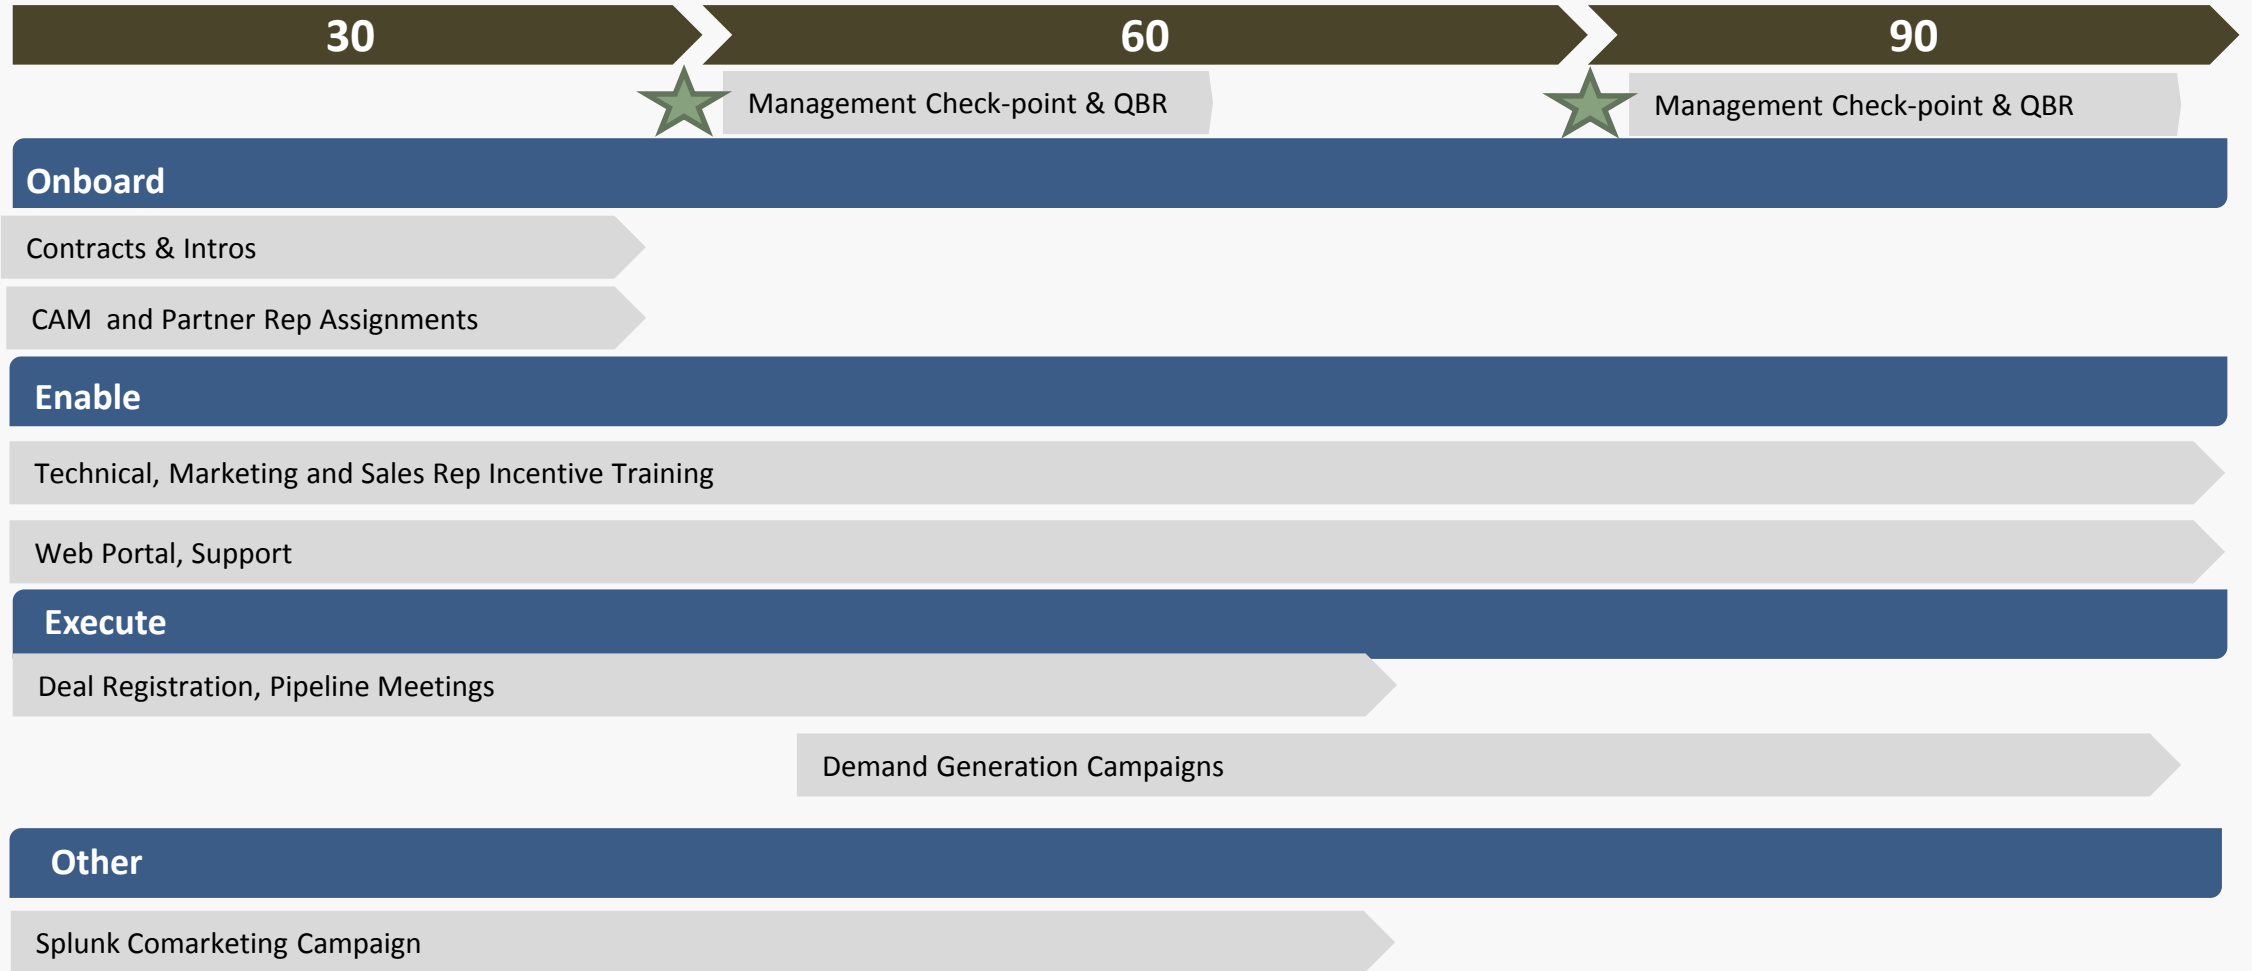 30
60
90
Management Check-point & QBR
Management Check-point & QBR
Onboard
Contracts & Intros
CAM  and Partner Rep Assignments
Enable
Technical, Marketing and Sales Rep Incentive Training
Web Portal, Support
Execute
Deal Registration, Pipeline Meetings
Demand Generation Campaigns
Other
Splunk Comarketing Campaign